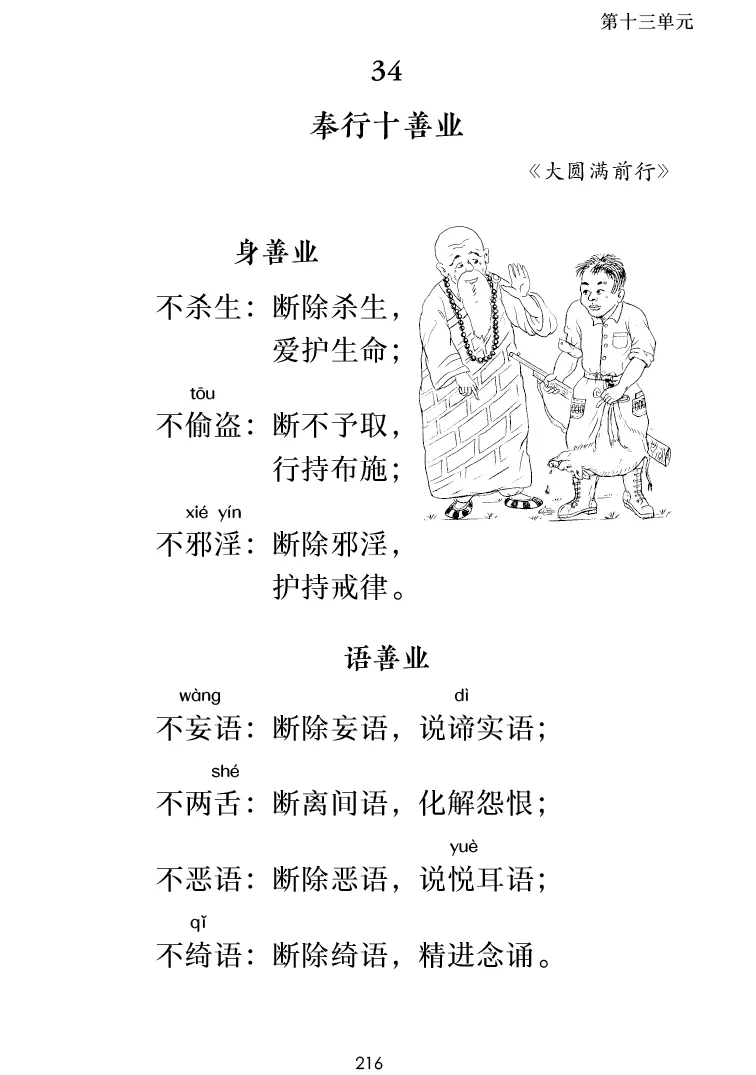 第十三单元
34
奉行十善业
《大圆满前行》
身善业
不杀生：断除杀生，
爱护生命；
tōu
不偷盗：断不予取，
行持布施；
xié yín
不邪淫：断除邪淫，
护持戒律。
语善业
wàng dì
不妄语：断除妄语，说谛实语；
shé
不两舌：断离间语，化解怨恨；
yuè
不恶语：断除恶语，说悦耳语；
qǐ
不绮语：断除绮语，精进念诵。
216